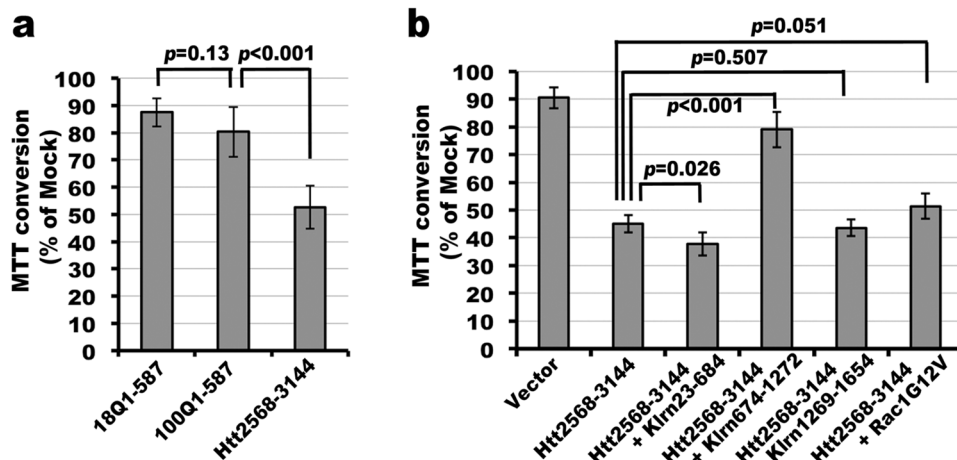 a
p=0.13 p<0.001
MTT conversion
(% of Mock)
100
90
80
70
60
50
40
30
20
10
0
18Q1-587
100Q1-587
Htt2568-3144
b
p=0.051
p=0.507
p<0.001
p=0.026
MTT conversion
(% of Mock)
100
90
80
70
60
50
40
30
20
10
0
Vector
Htt2568-3144
Htt2568-3144
+ Klrn23-684
Htt2568-3144
+ Klrn674-1272
Htt2568-3144
Klrn1269-1654
Htt2568-3144
+ Rac1G12V